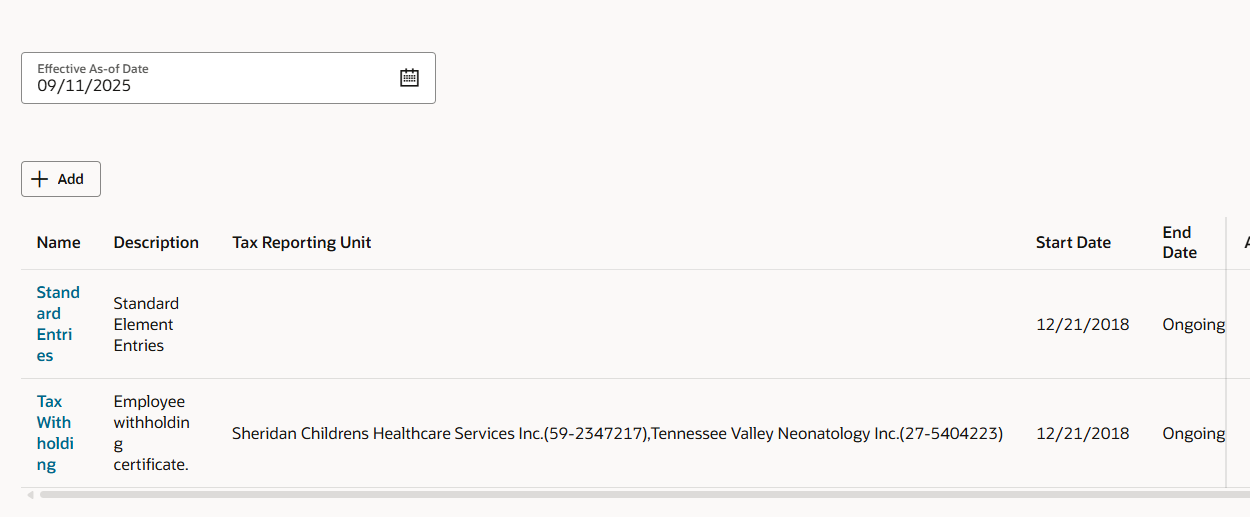 Effective As-of Date
09/11/2025
Add
Name Description Tax Reporting Unit Start Date End Date A
Stand
ard
Entri
es
Standard
Element
Entries
12/21/2018 Ongoing
Tax
With
holdi
ng
Employee
withholdin
g
certificate.
Sheridan Childrens Healthcare Services Inc.(59-2347217),Tennessee Valley Neonatology Inc.(27-5404223) 12/21/2018 Ongoing